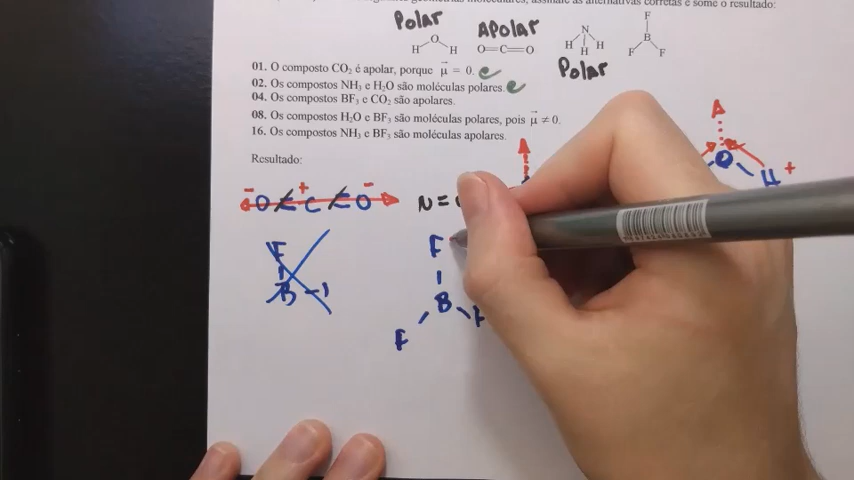 geometrias moleculares, assinale as alternativas corretas e some o resultado:
POLAR
APOLAR
O
H H
O=C=O
N
H H H
F
B
F F
POLAR
01. O composto CO₂ é apolar, porque μ⃗ = 0. c
02. Os compostos NH₃ e H₂O são moléculas polares. c
04. Os compostos BF₃ e CO₂ são apolares.
08. Os compostos H₂O e BF₃ são moléculas polares, pois μ⃗ ≠ 0.
16. Os compostos NH₃ e BF₃ são moléculas apolares.
Resultado:
- + -
O C O
N=
O H +
F
B
F
B
F F